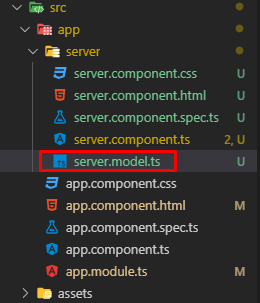 src
app
server
server.component.css U
server.component.html U
server.component.spec.ts U
server.component.ts 2, U
TS server.model.ts U
app.component.css
app.component.html M
app.component.spec.ts
app.component.ts
app.module.ts M
assets